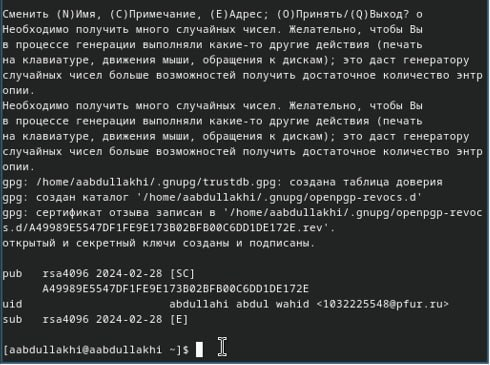 Сменить (N)Имя, (C)Примечание, (E)Адрес; (O)Принять/(Q)Выход? o
Необходимо получить много случайных чисел. Желательно, чтобы Вы
в процессе генерации выполняли какие-то другие действия (печать
на клавиатуре, движения мыши, обращения к дискам); это даст генератору
случайных чисел больше возможностей получить достаточное количество энтр
опии.
Необходимо получить много случайных чисел. Желательно, чтобы Вы
в процессе генерации выполняли какие-то другие действия (печать
на клавиатуре, движения мыши, обращения к дискам); это даст генератору
случайных чисел больше возможностей получить достаточное количество энтр
опии.
gpg: /home/aabdullakhi/.gnupg/trustdb.gpg: создана таблица доверия
gpg: создан каталог '/home/aabdullakhi/.gnupg/openpgp-revocs.d'
gpg: сертификат отзыва записан в '/home/aabdullakhi/.gnupg/openpgp-revoc
s.d/A49989E5547DF1FE9E173B02BFB00C6DD1DE172E.rev'.
открытый и секретный ключи созданы и подписаны.
pub   rsa4096 2024-02-28 [SC]
      A49989E5547DF1FE9E173B02BFB00C6DD1DE172E
uid                      abdullahi abdul wahid <1032225548@pfur.ru>
sub   rsa4096 2024-02-28 [E]
[aabdullakhi@aabdullakhi ~]$